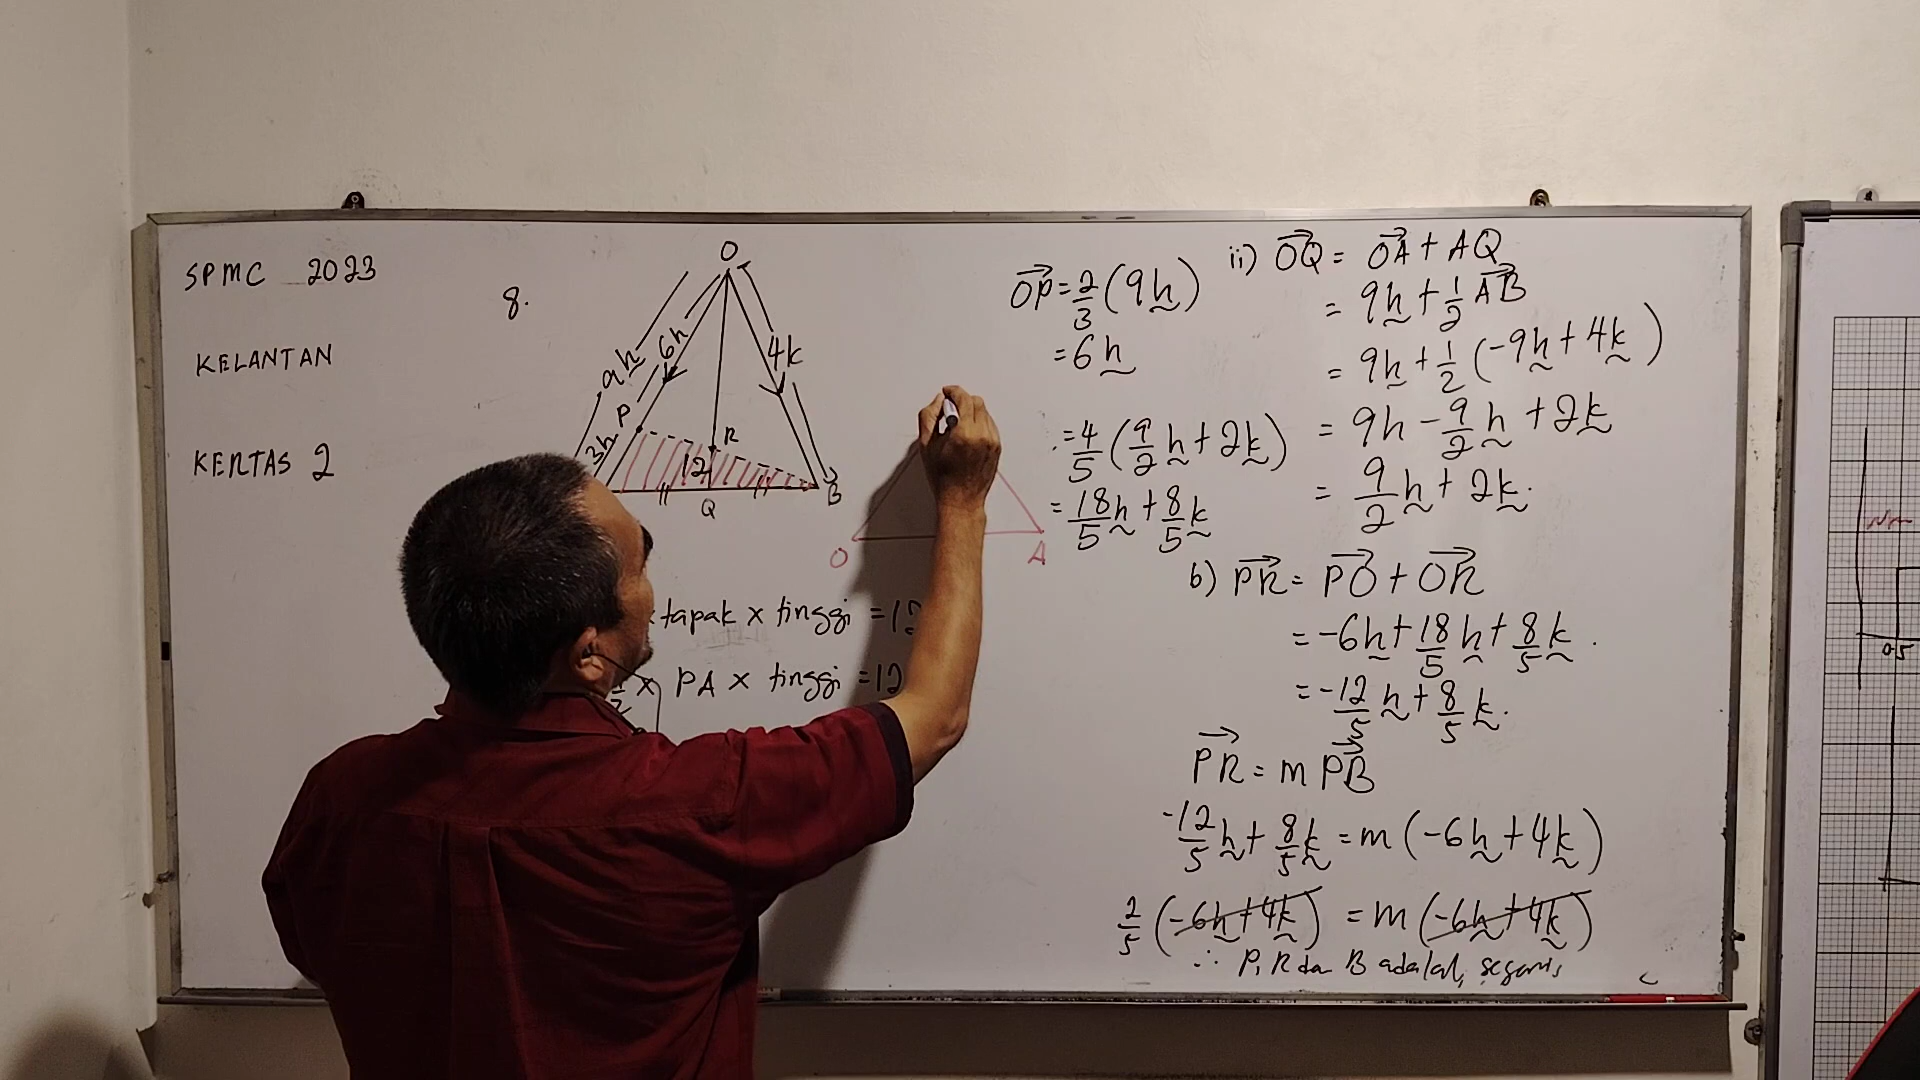 SPMC 2023
KELANTAN
KERTAS 2
8.
O
9h
6h
4k
P
3h
R
12
Q
B
O
A
x tapak x tinggi = 12
1/2 x PA x tinggi = 12
OP = 2/3 (9h)
= 6h
= 4/5 (9/2 h + 2k)
= 18/5 h + 8/5 k
ii) OQ = OA + AQ
= 9h + 1/2 AB
= 9h + 1/2 (-9h + 4k)
= 9h - 9/2 h + 2k
= 9/2 h + 2k.
b) PR = PO + OR
= -6h + 18/5 h + 8/5 k.
= -12/5 h + 8/5 k.
PR = m PB
-12/5 h + 8/5 k = m (-6h + 4k)
2/5 (-6h + 4k) = m (-6h + 4k)
∴ P, R dan B adalah segaris
0.5